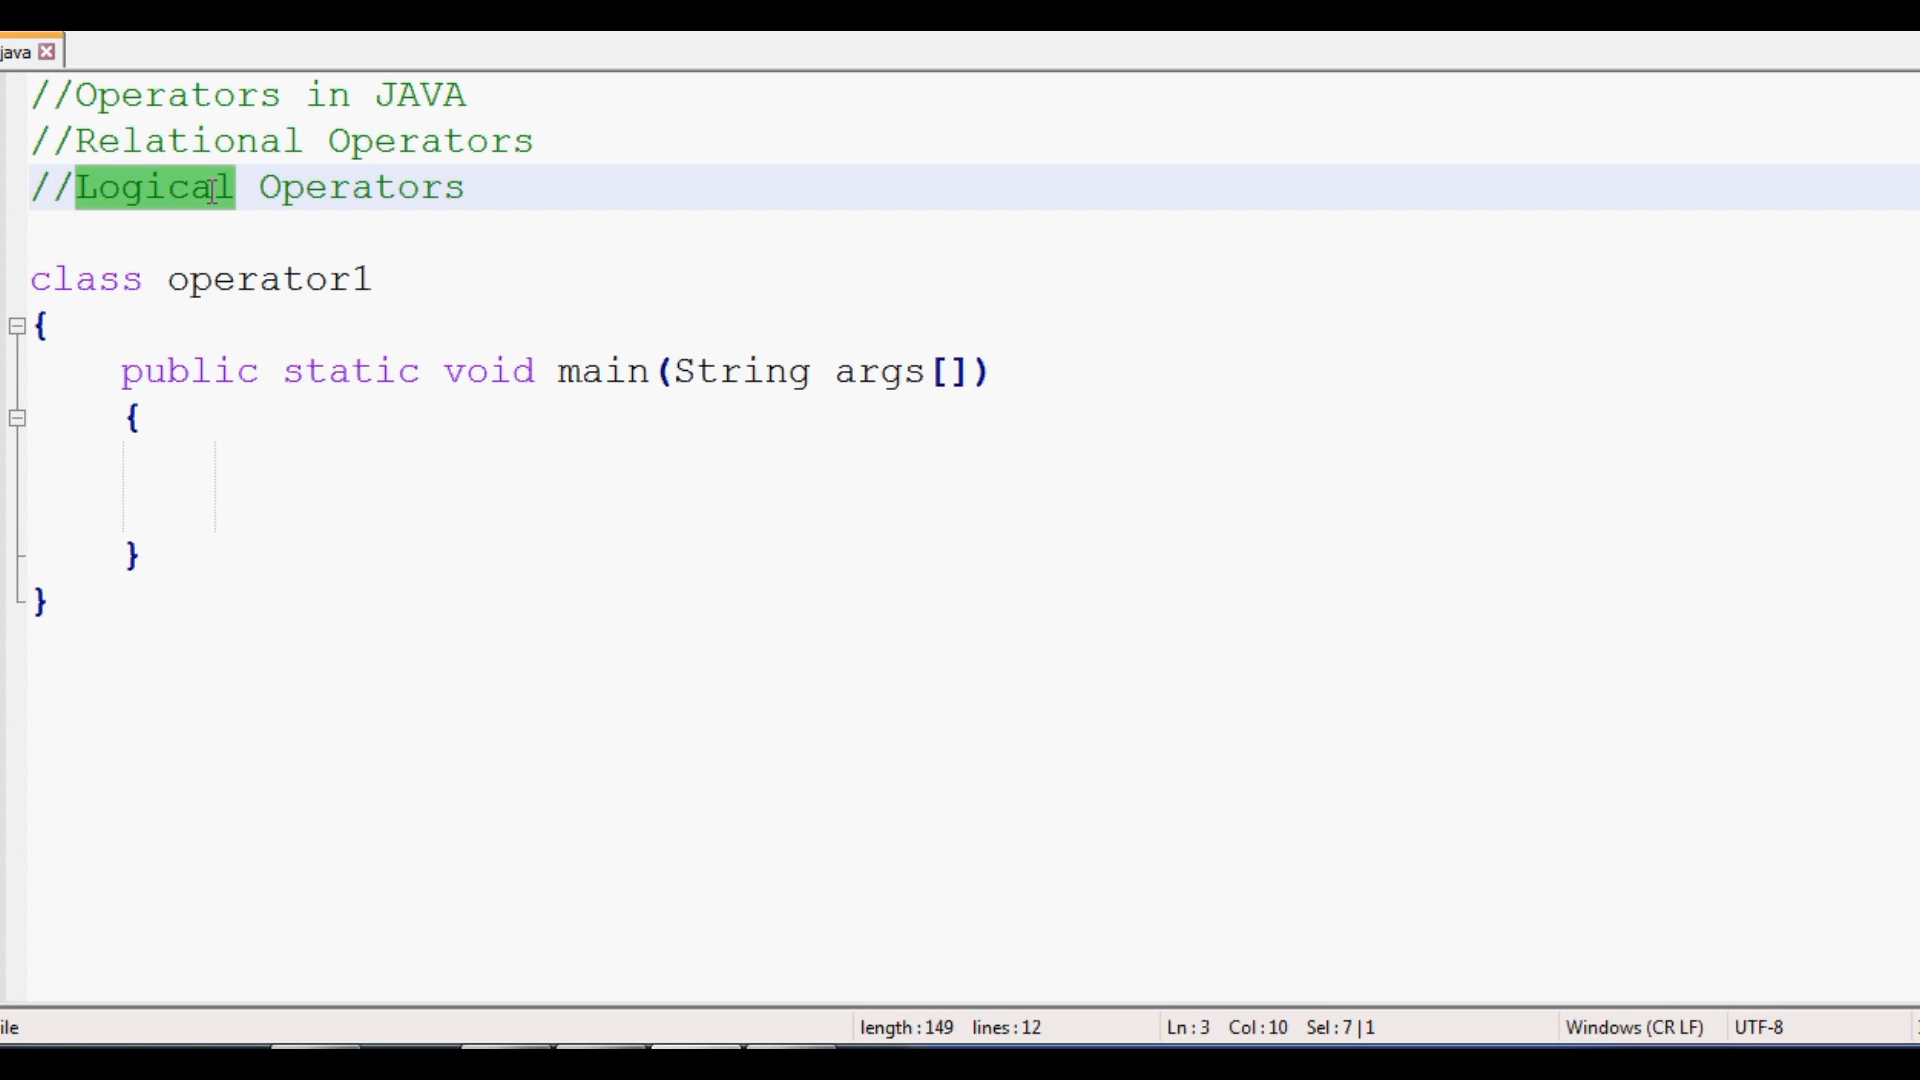 java
//Operators in JAVA
//Relational Operators
//Logical Operators
class operator1
{
public static void main(String args[])
{
}
}
ile length : 149 lines : 12 Ln : 3 Col : 10 Sel : 7 | 1 Windows (CR LF) UTF-8